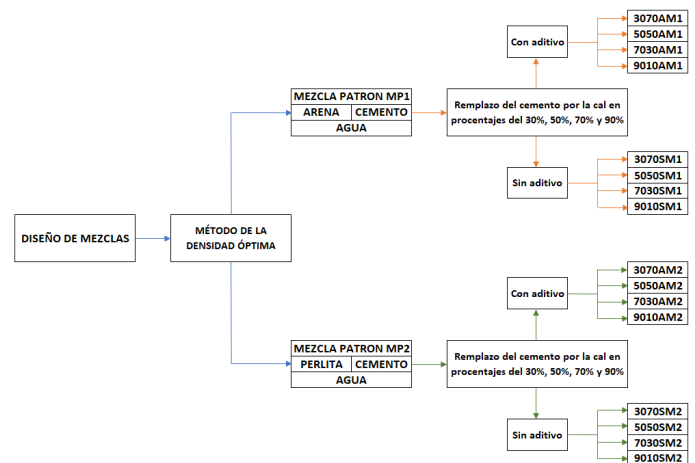 DISEÑO DE MEZCLAS
MÉTODO DE LA
DENSIDAD ÓPTIMA
MEZCLA PATRON MP1
ARENA CEMENTO
AGUA
Remplazo del cemento por la cal en
procentajes del 30%, 50%, 70% y 90%
Con aditivo
3070AM1
5050AM1
7030AM1
9010AM1
Sin aditivo
3070SM1
5050SM1
7030SM1
9010SM1
MEZCLA PATRON MP2
PERLITA CEMENTO
AGUA
Remplazo del cemento por la cal en
procentajes del 30%, 50%, 70% y 90%
Con aditivo
3070AM2
5050AM2
7030AM2
9010AM2
Sin aditivo
3070SM2
5050SM2
7030SM2
9010SM2